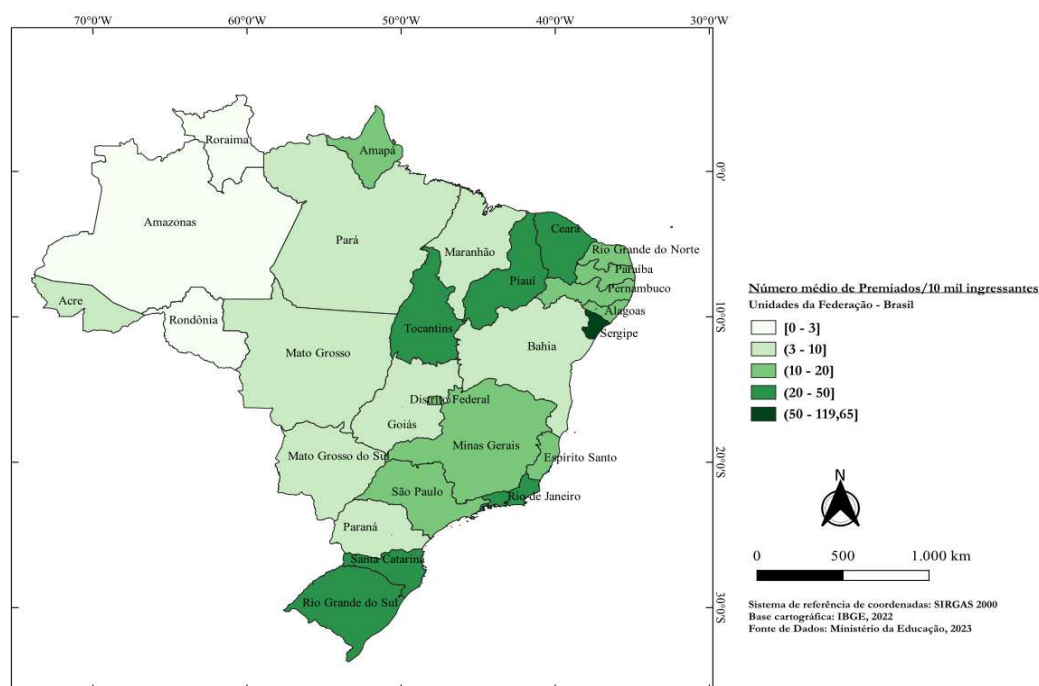 70°0'W 60°0'W 50°0'W 40°0'W 30°0'W
Roraima
Amapá
0°0'
Amazonas
Pará
Maranhão
Ceará
Rio Grande do Norte
Paraíba
Piauí
Pernambuco
Acre
Alagoas
10°0'S
Rondônia
Tocantins
Sergipe
Bahia
Mato Grosso
Distrito Federal
Goiás
Minas Gerais
Mato Grosso do Sul
Espírito Santo
20°0'S
São Paulo
Rio de Janeiro
Paraná
Santa Catarina
Rio Grande do Sul
30°0'S
Número médio de Premiados/10 mil ingressantes
Unidades da Federação - Brasil
[0 - 3]
(3 - 10]
(10 - 20]
(20 - 50]
(50 - 119,65]
N
0 500 1.000 km
Sistema de referência de coordenadas: SIRGAS 2000
Base cartográfica: IBGE, 2022
Fonte de Dados: Ministério da Educação, 2023